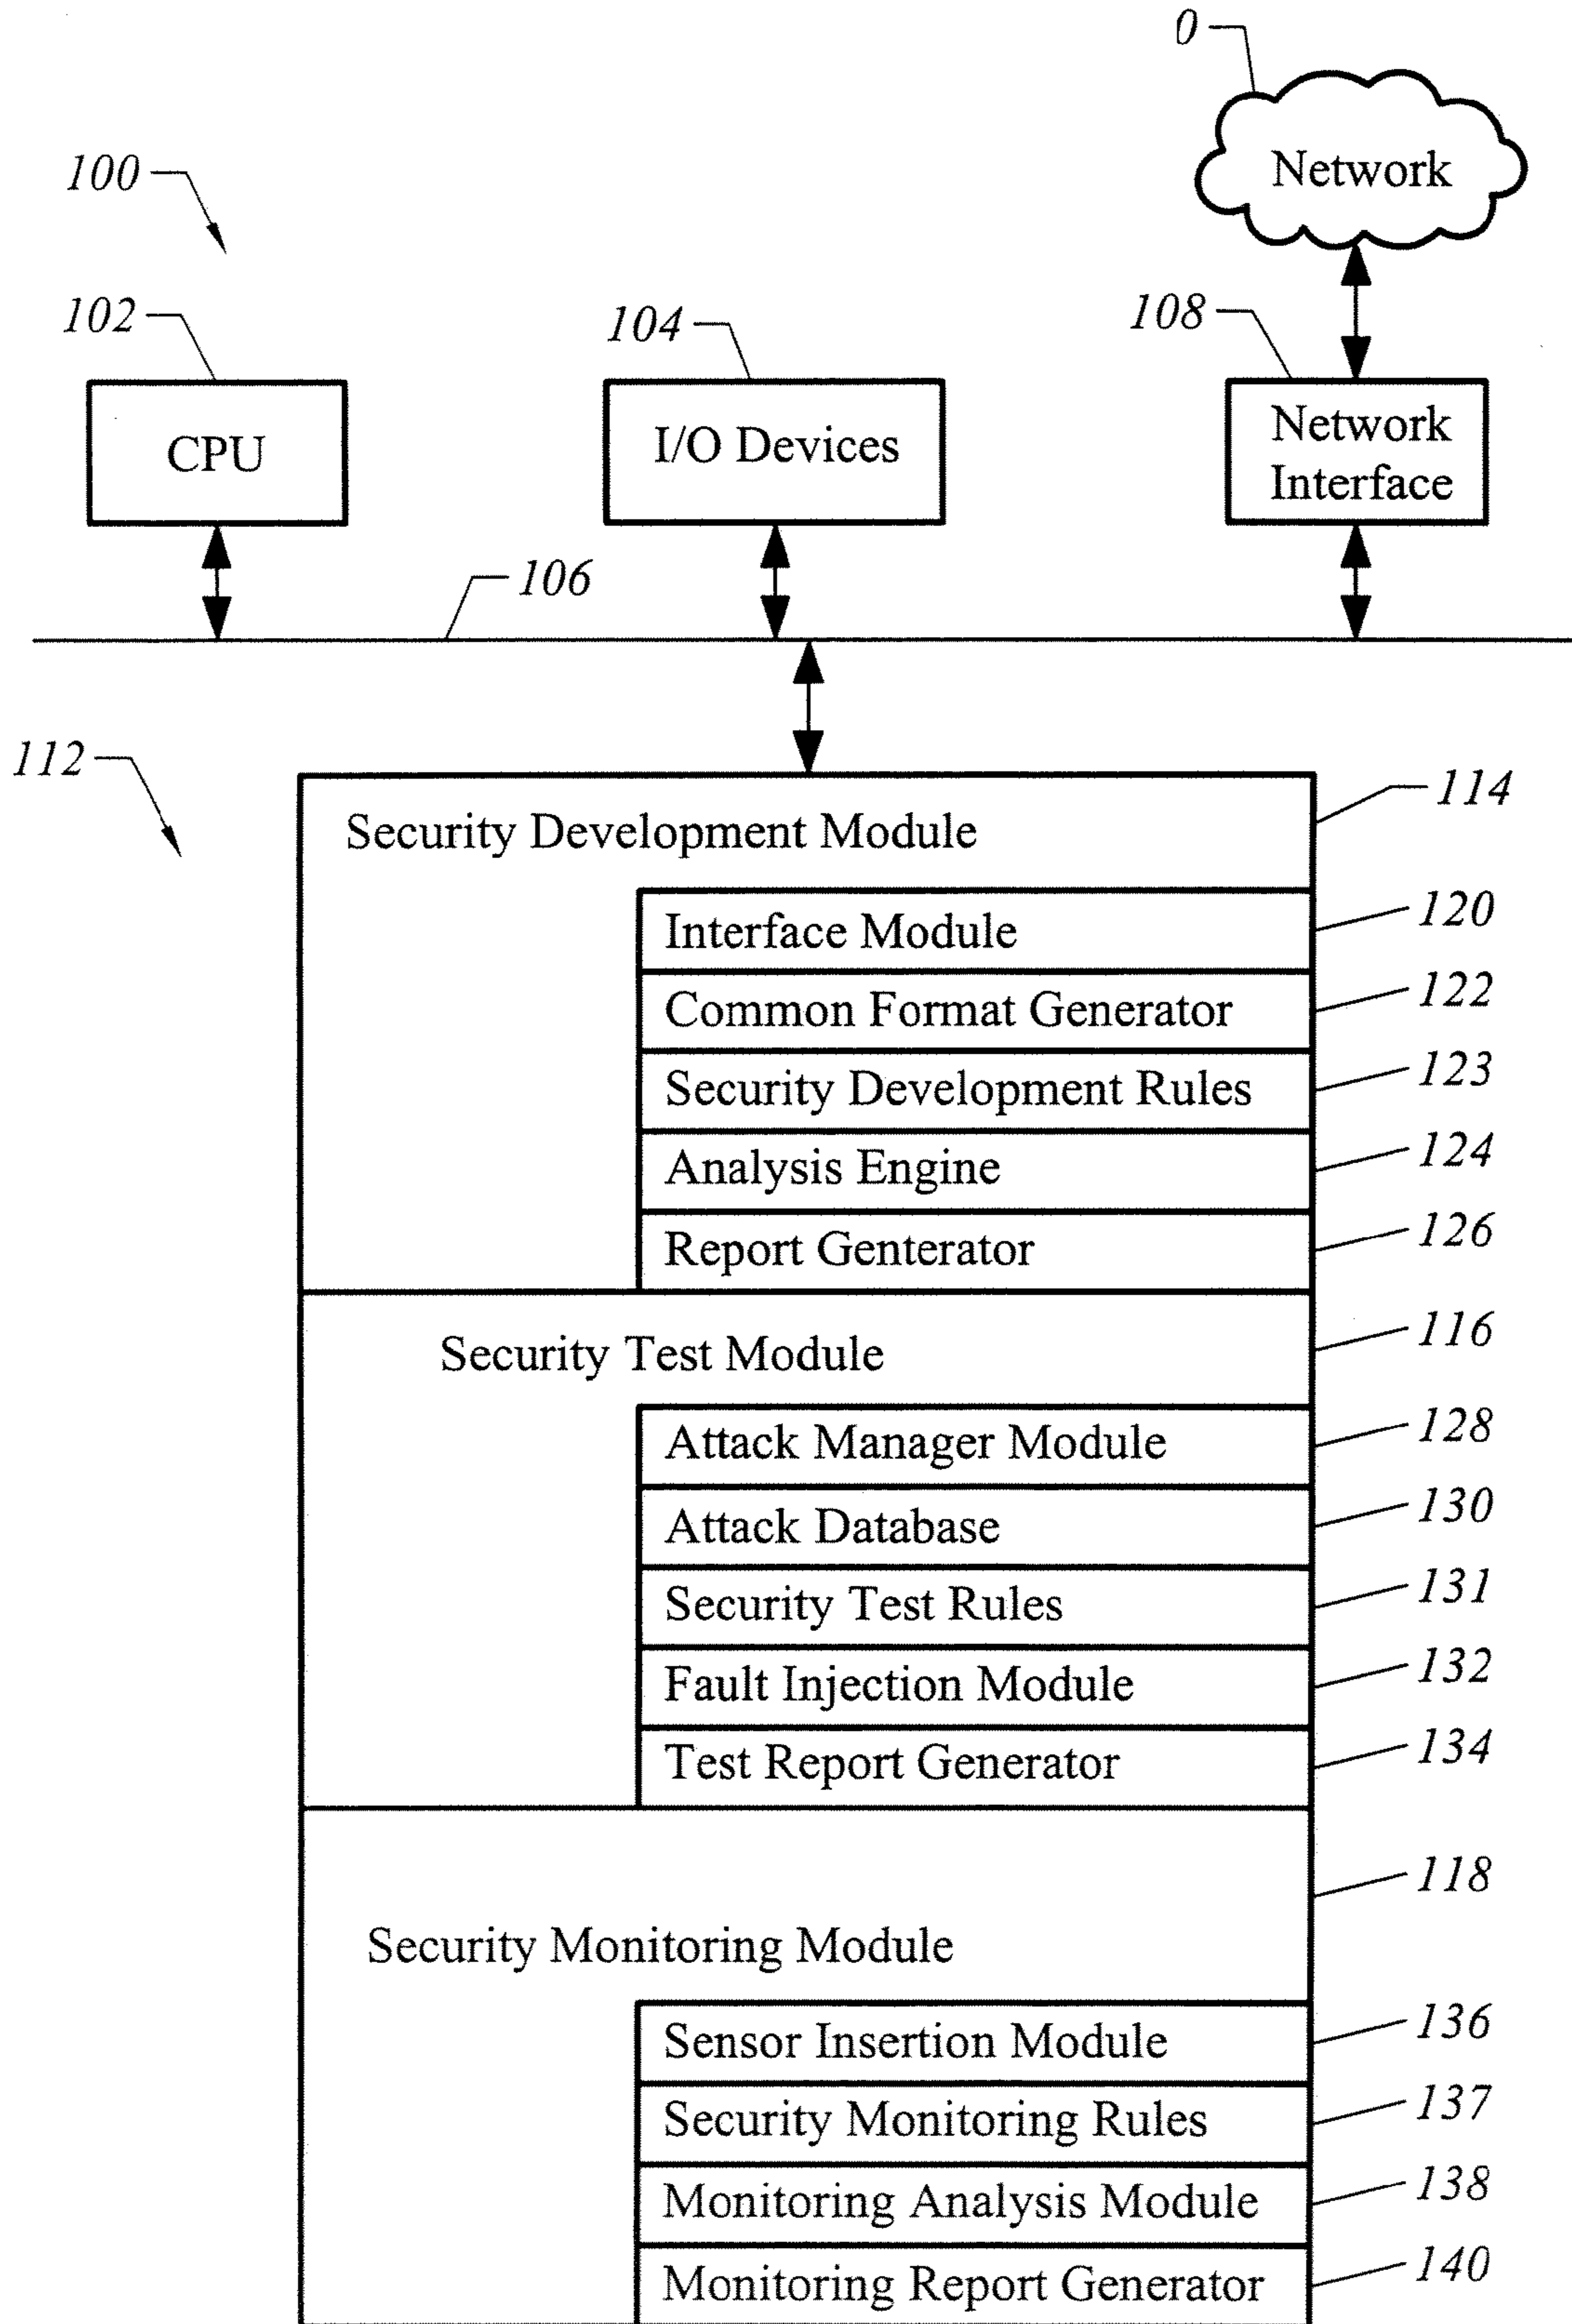 0
Network
100
102
104
108
CPU
I/O Devices
Network
Interface
106
112
114
Security Development Module
120
Interface Module
122
Common Format Generator
123
Security Development Rules
124
Analysis Engine
126
Report Genterator
116
Security Test Module
128
Attack Manager Module
130
Attack Database
131
Security Test Rules
132
Fault Injection Module
134
Test Report Generator
118
Security Monitoring Module
136
Sensor Insertion Module
137
Security Monitoring Rules
138
Monitoring Analysis Module
140
Monitoring Report Generator